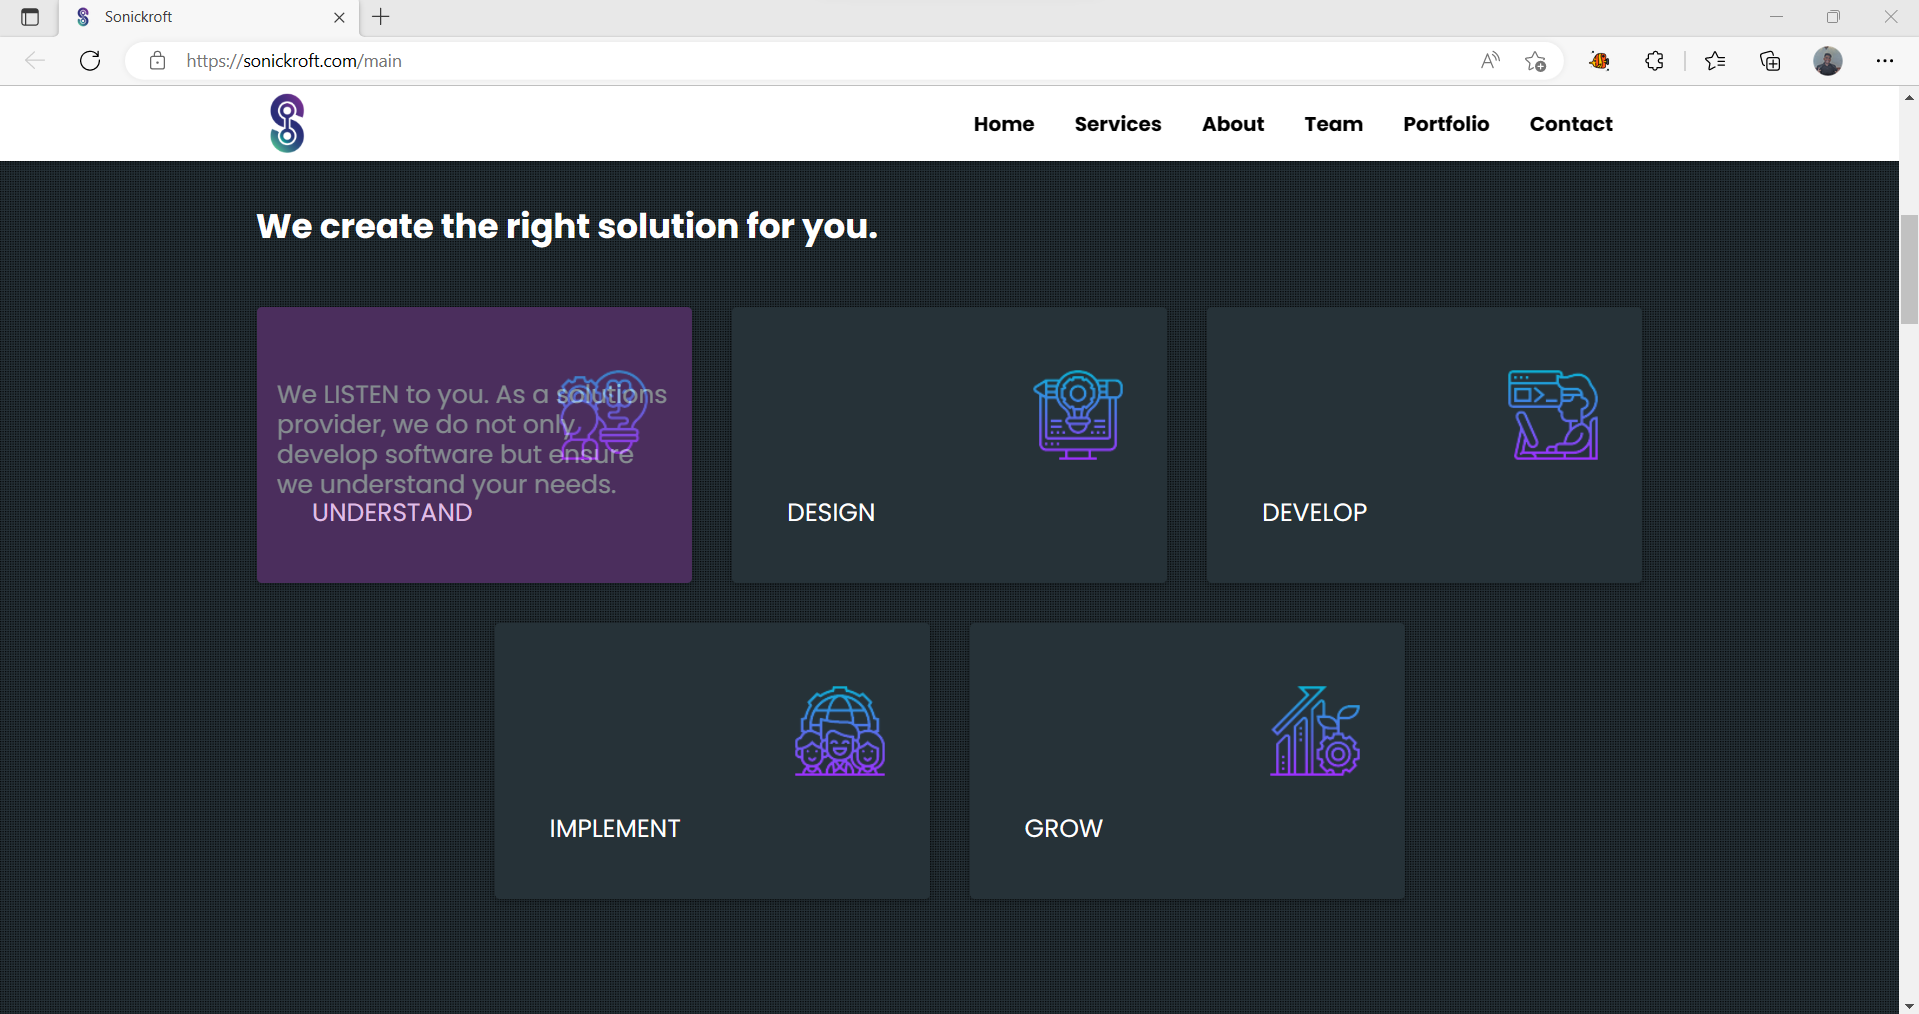 Sonickroft
https://sonickroft.com/main
Home Services About Team Portfolio Contact
We create the right solution for you.
We LISTEN to you. As a solutions
provider, we do not only
develop software but ensure
we understand your needs.
UNDERSTAND
DESIGN
DEVELOP
IMPLEMENT
GROW